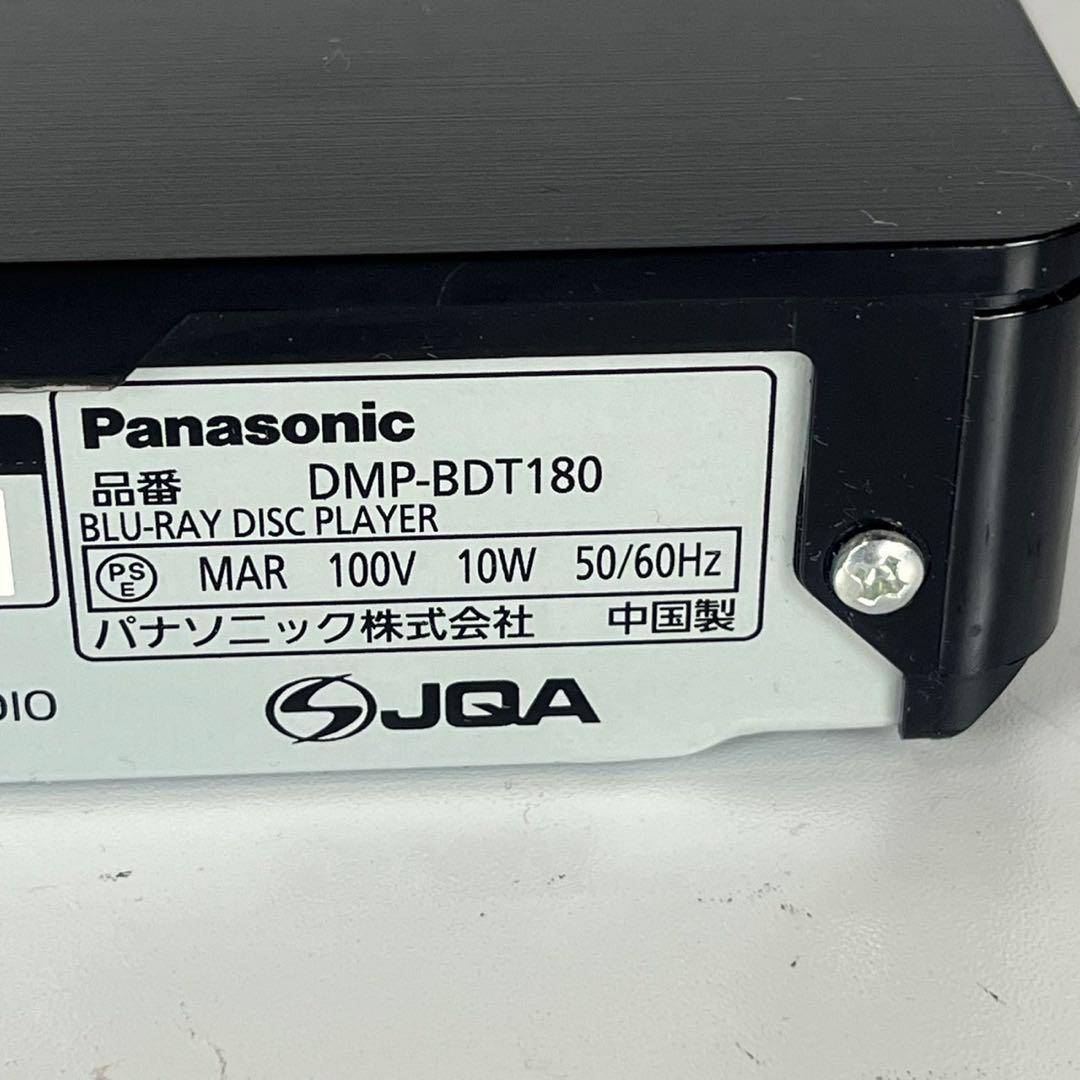 Panasonic
品番 DMP-BDT180
BLU-RAY DISC PLAYER
PSE MAR 100V 10W 50/60Hz
パナソニック株式会社 中国製
DIO
JQA